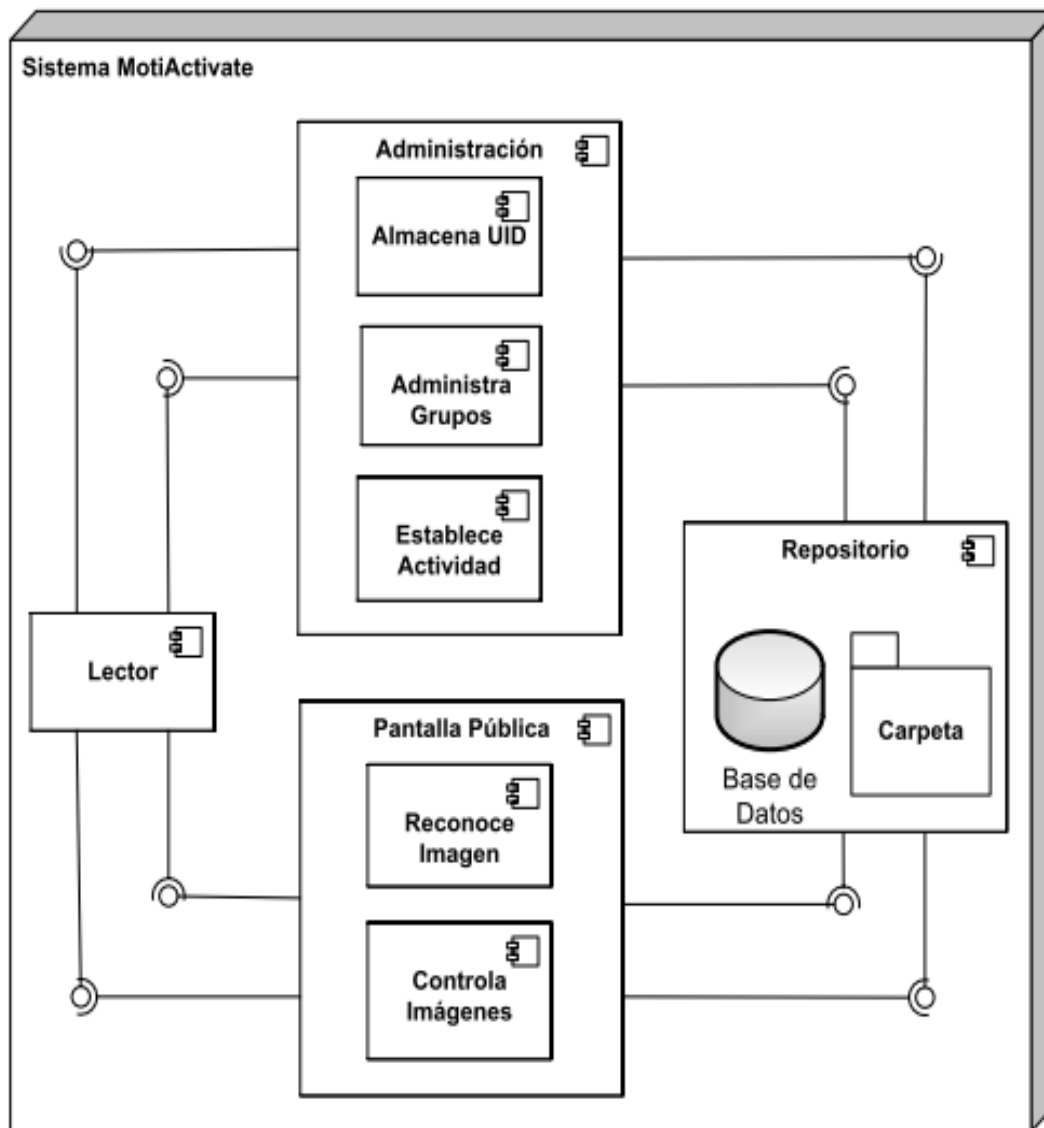 Sistema MotiActivate
Administración
Almacena UID
Administra
Grupos
Establece
Actividad
Repositorio
Lector
Pantalla Pública
Carpeta
Base de
Datos
Reconoce
Imagen
Controla
Imágenes